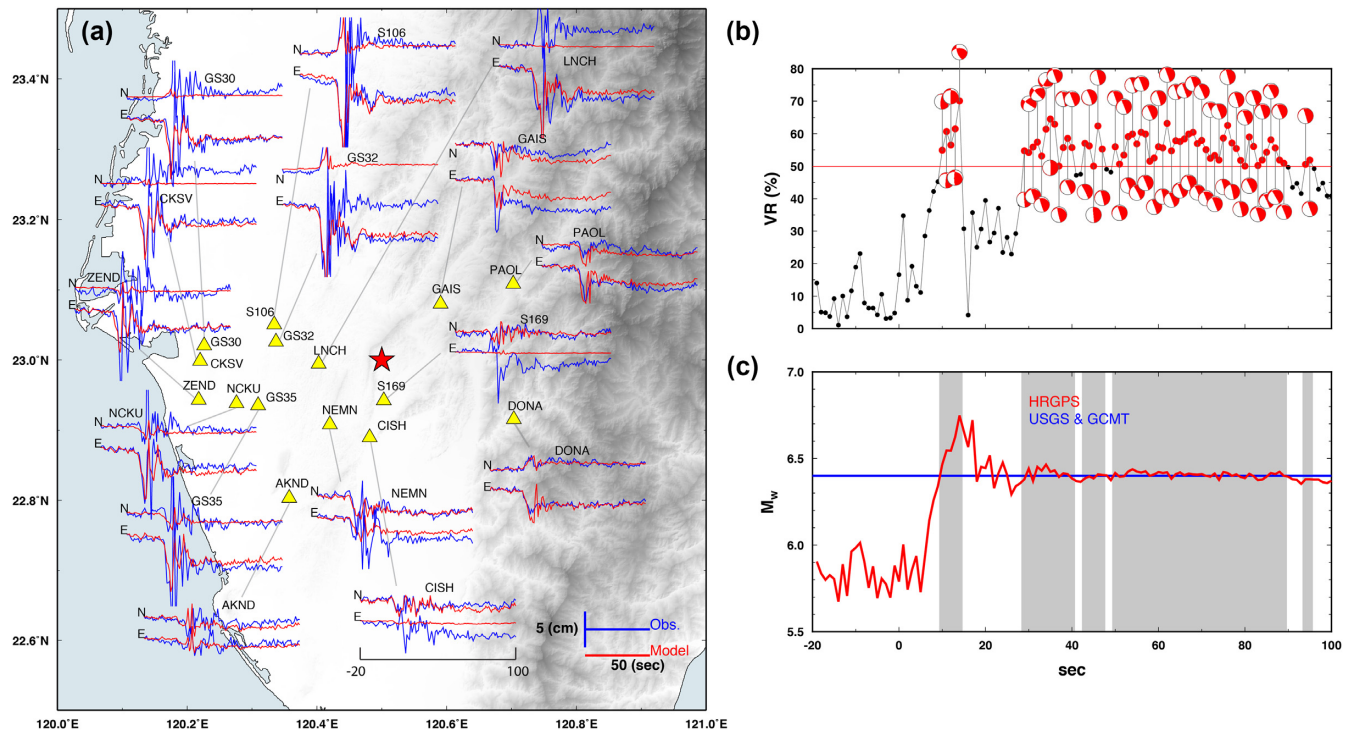 (a)
23.4˚N
23.2˚N
23.0˚N
22.8˚N
22.6˚N
120.0˚E
120.2˚E
120.4˚E
120.6˚E
120.8˚E
121.0˚E
N
E
GS30
N
E
S106
N
E
LNCH
N
E
CKSV
N
E
GS32
N
E
GAIS
N
E
PAOL
ZEND
N
E
N
E
S169
NCKU
N
E
N
E
GS35
N
E
NEMN
N
E
DONA
N
E
AKND
N
E
CISH
S106
GS32
GS30
CKSV
LNCH
GAIS
PAOL
ZEND
NCKU
GS35
S169
NEMN
CISH
DONA
AKND
-20
100
5 (cm)
Obs.
Model
50 (sec)
(b)
VR (%)
80
70
60
50
40
30
20
10
0
(c)
HRGPS
USGS & GCMT
Mw
7.0
6.5
6.0
5.5
-20
0
20
40
60
80
100
sec